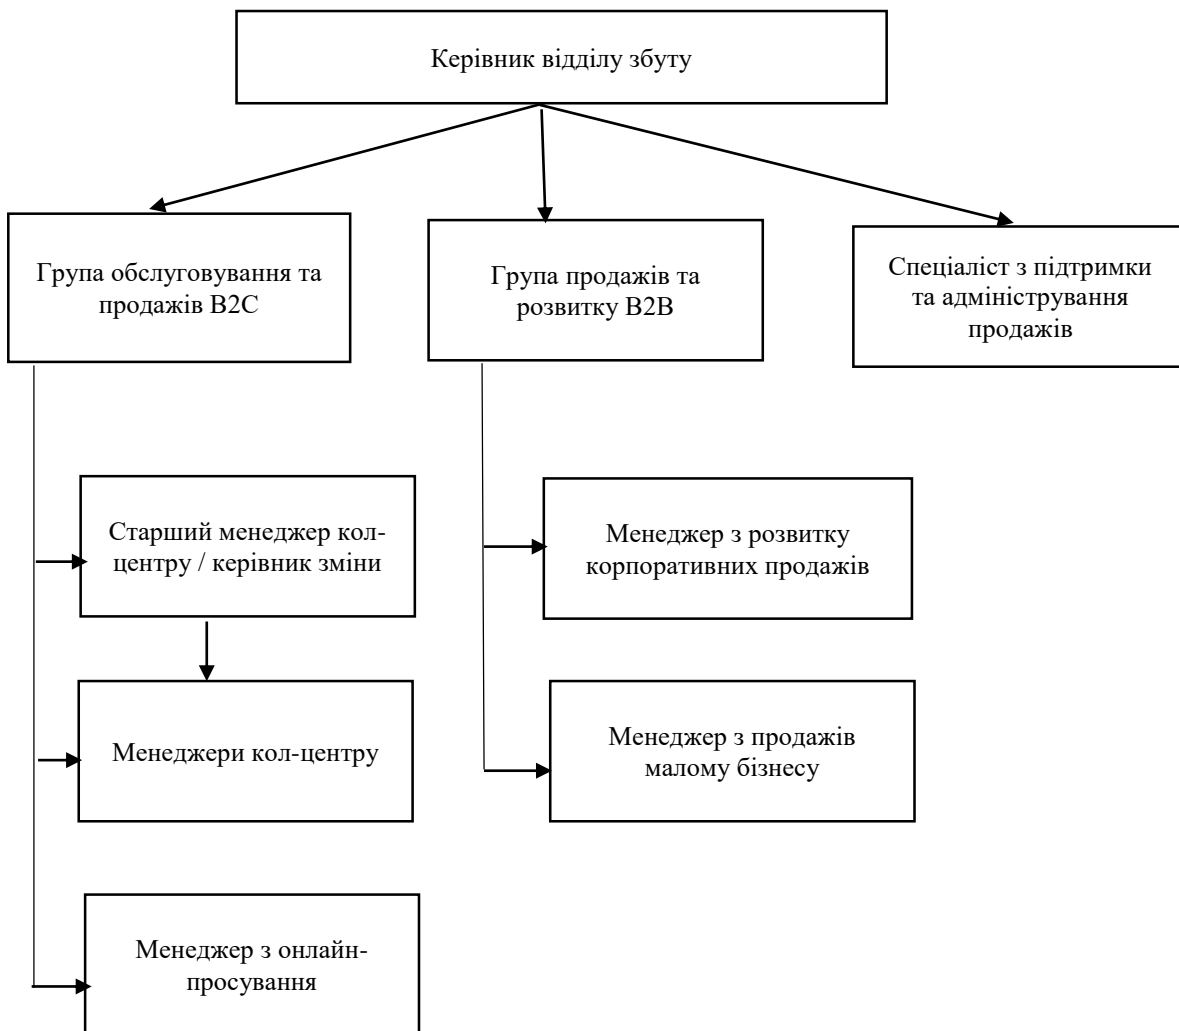 Керівник відділу збуту
Група обслуговування та
продажів B2C
Група продажів та
розвитку B2B
Спеціаліст з підтримки
та адміністрування
продажів
Старший менеджер кол-
центру / керівник зміни
Менеджер з розвитку
корпоративних продажів
Менеджери кол-центру
Менеджер з продажів
малому бізнесу
Менеджер з онлайн-
просування